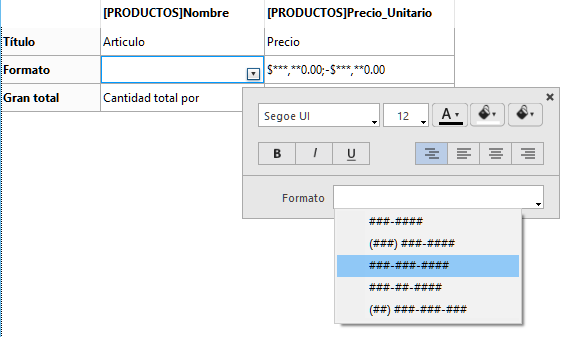 [PRODUCTOS]Nombre [PRODUCTOS]Precio_Unitario
Título Articulo Precio
Formato $***,**0.00;-$***,**0.00
Gran total Cantidad total por
Segoe UI 12 A
B I U
Formato
###-####
(###) ###-####
###-###-####
###-##-####
(##) ###-###-###